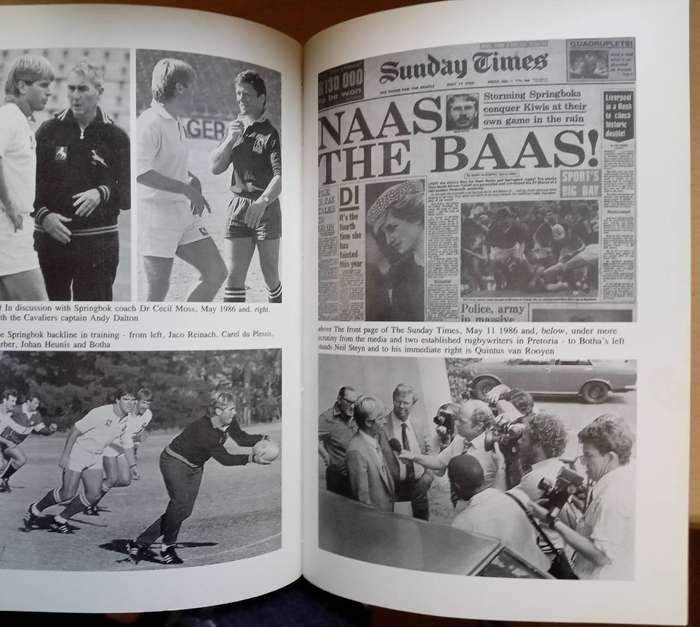 t In discussion with Springbok coach Dr Cecil Moss, May 1986 and, right,
th the Cavaliers captain Andy Dalton
e Springbok backline in training - from left, Jaco Reinach, Carel du Plessis,
rber, Johan Heunis and Botha
AGER
R130 000
to be won
Sunday Times
QUADRUPLETS!
NAAS
THE BAAS!
Storming Springboks
conquer Kiwis at their
own game in the rain
Liverpool
in a Rush
to clinch
historic
double!
SPORT'S
BIG DAY
DI
It's the
fourth
time she
has
fainted
this year
Police, army
in massive
above The front page of The Sunday Times, May 11 1986 and, below, under more
scrutiny from the media and two established rugbywriters in Pretoria - to Botha's left
stands Neil Steyn and to his immediate right is Quintus van Rooyen